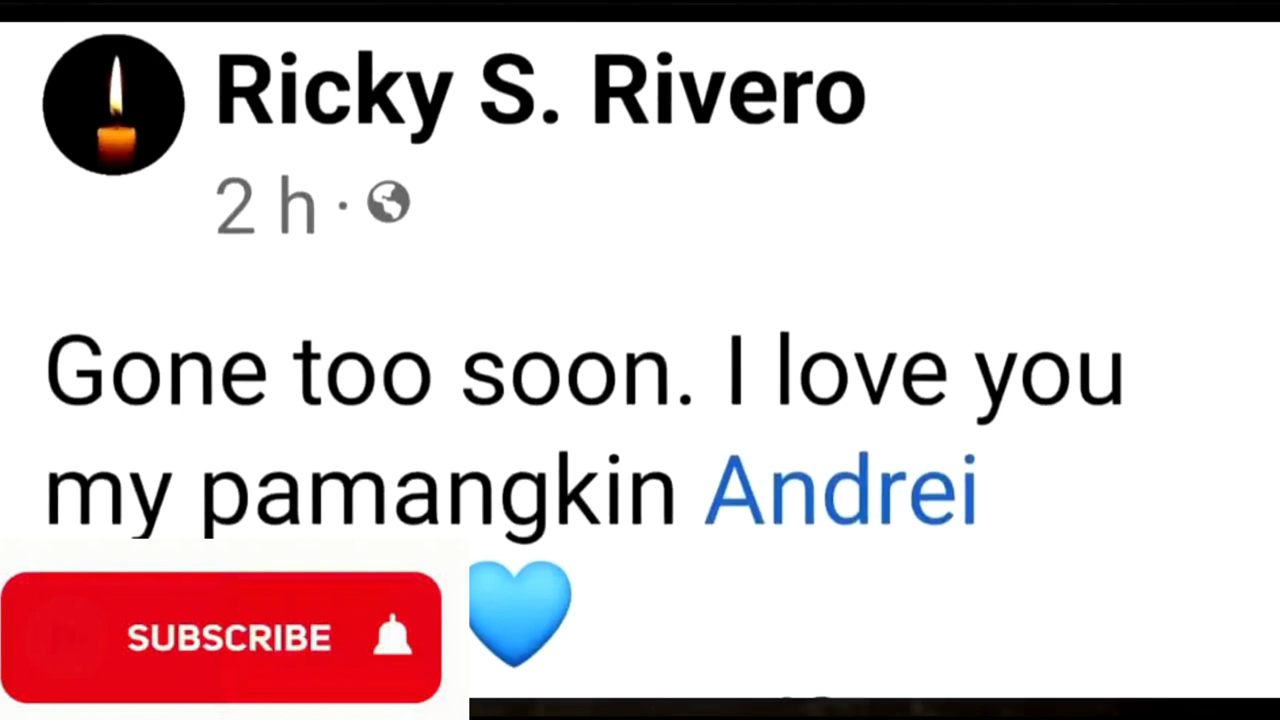 Ricky S. Rivero
2 h ·
Gone too soon. I love you
my pamangkin Andrei
SUBSCRIBE